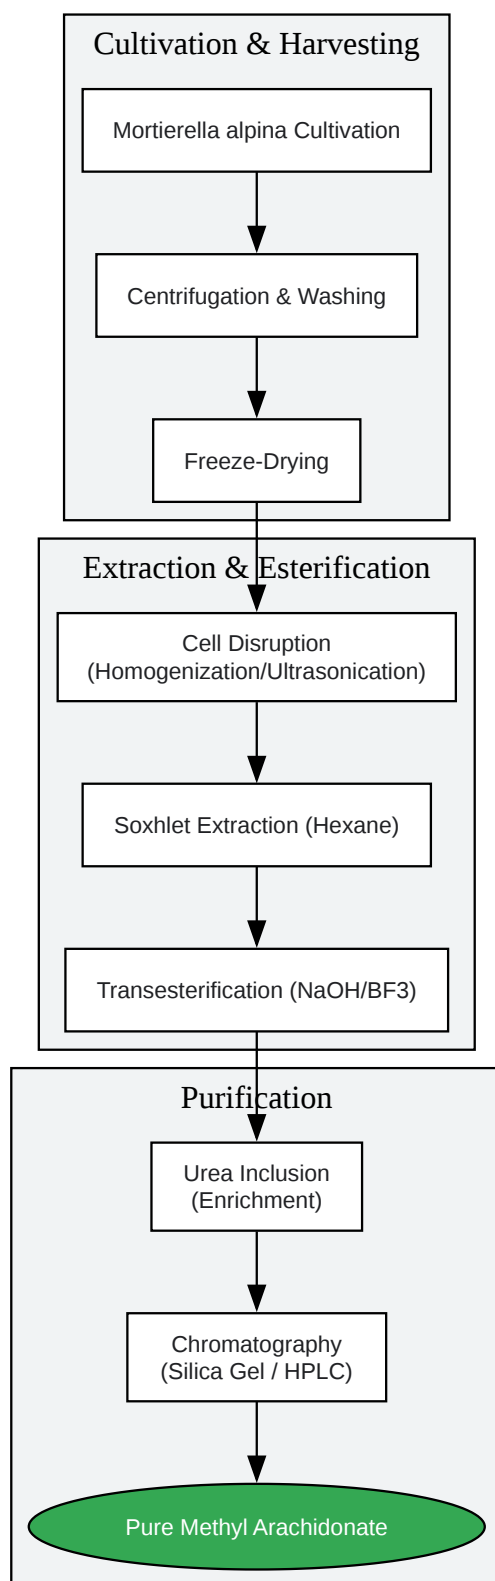 Cultivation & Harvesting
Mortierella alpina Cultivation
Centrifugation & Washing
Freeze-Drying
Extraction & Esterification
Cell Disruption
(Homogenization/Ultrasonication)
Soxhlet Extraction (Hexane)
Transesterification (NaOH/BF3)
Purification
Urea Inclusion
(Enrichment)
Chromatography
(Silica Gel / HPLC)
Pure Methyl Arachidonate